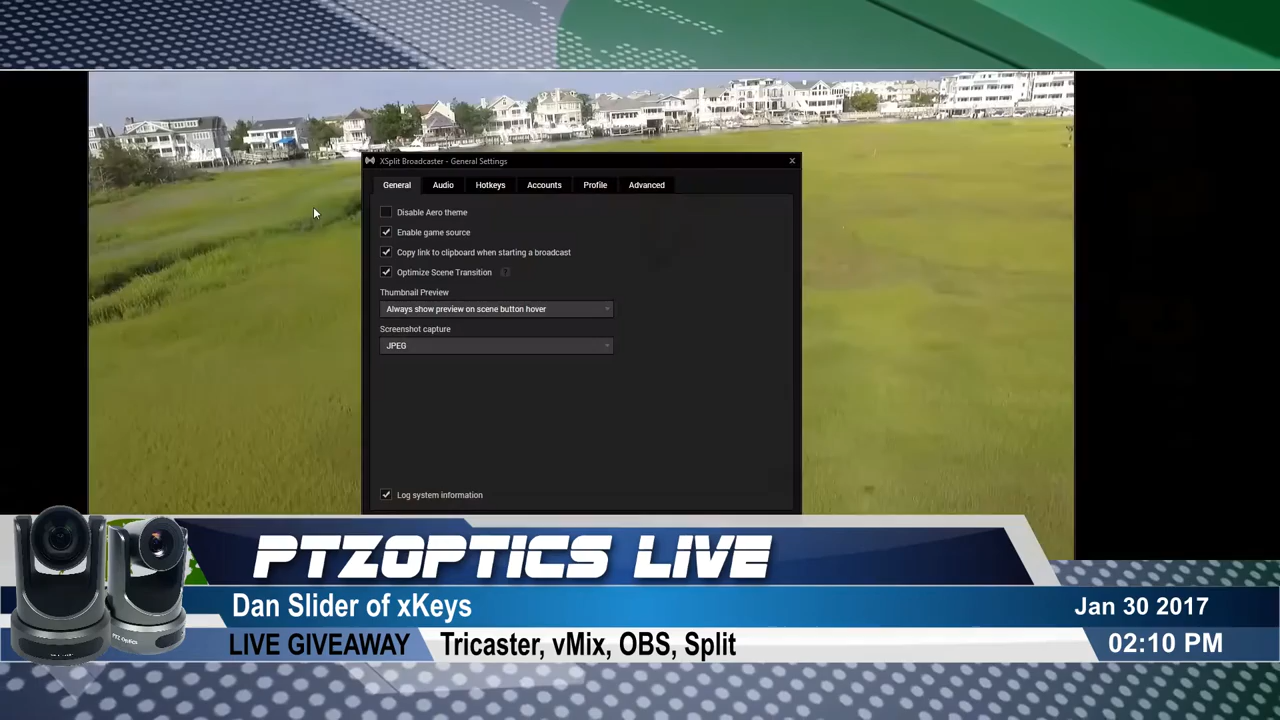 XSplit Broadcaster - General Settings
General Audio Hotkeys Accounts Profile Advanced
Disable Aero theme
Enable game source
Copy link to clipboard when starting a broadcast
Optimize Scene Transition ?
Thumbnail Preview
Always show preview on scene button hover
Screenshot capture
JPEG
Log system information
PTZOPTICS LIVE
Dan Slider of xKeys
Jan 30 2017
LIVE GIVEAWAY
Tricaster, vMix, OBS, Split
02:10 PM
PTZ Optics